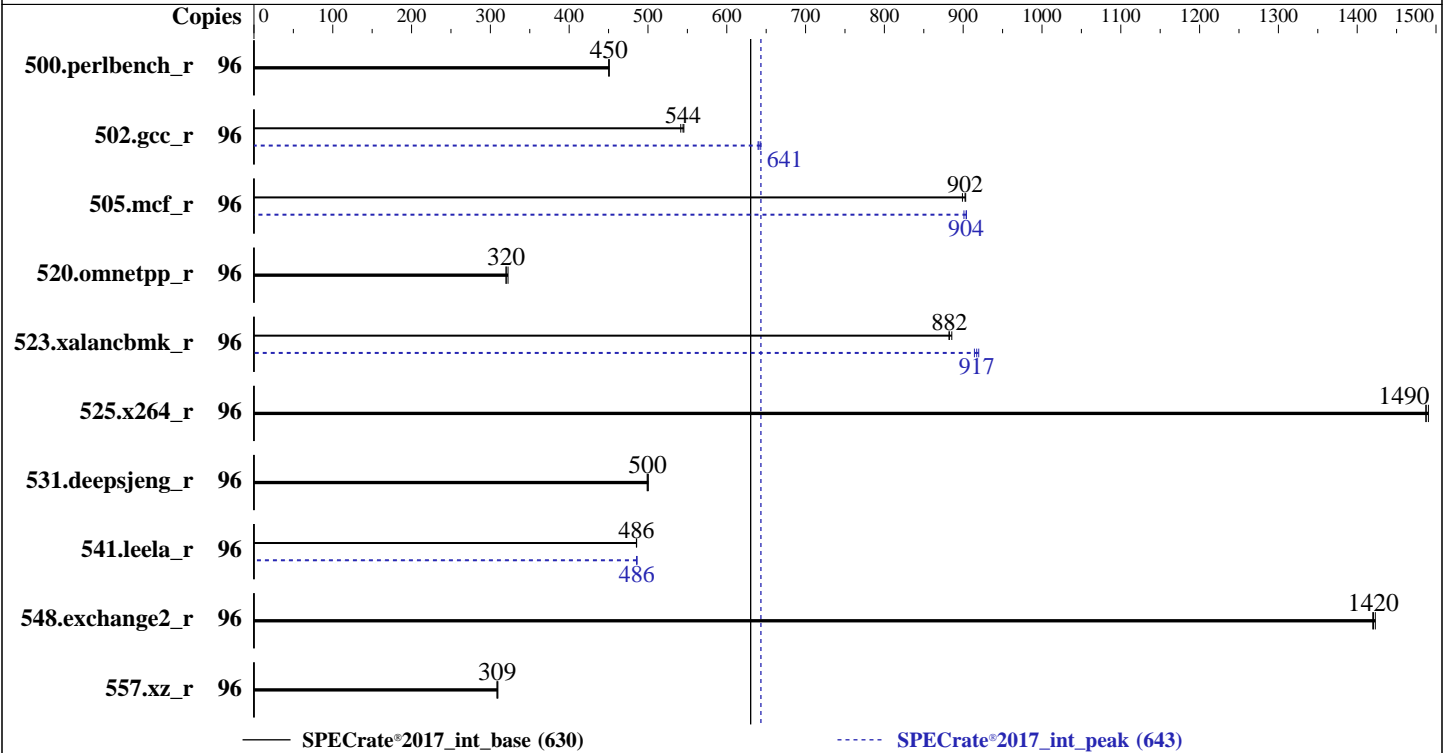 Copies 0 100 200 300 400 500 600 700 800 900 1000 1100 1200 1300 1400 1500
500.perlbench_r 96 450
502.gcc_r 96 544
641
505.mcf_r 96 902
904
520.omnetpp_r 96 320
523.xalancbmk_r 96 882
917
525.x264_r 96 1490
531.deepsjeng_r 96 500
541.leela_r 96 486
486
548.exchange2_r 96 1420
557.xz_r 96 309
SPECrate®2017_int_base (630) SPECrate®2017_int_peak (643)